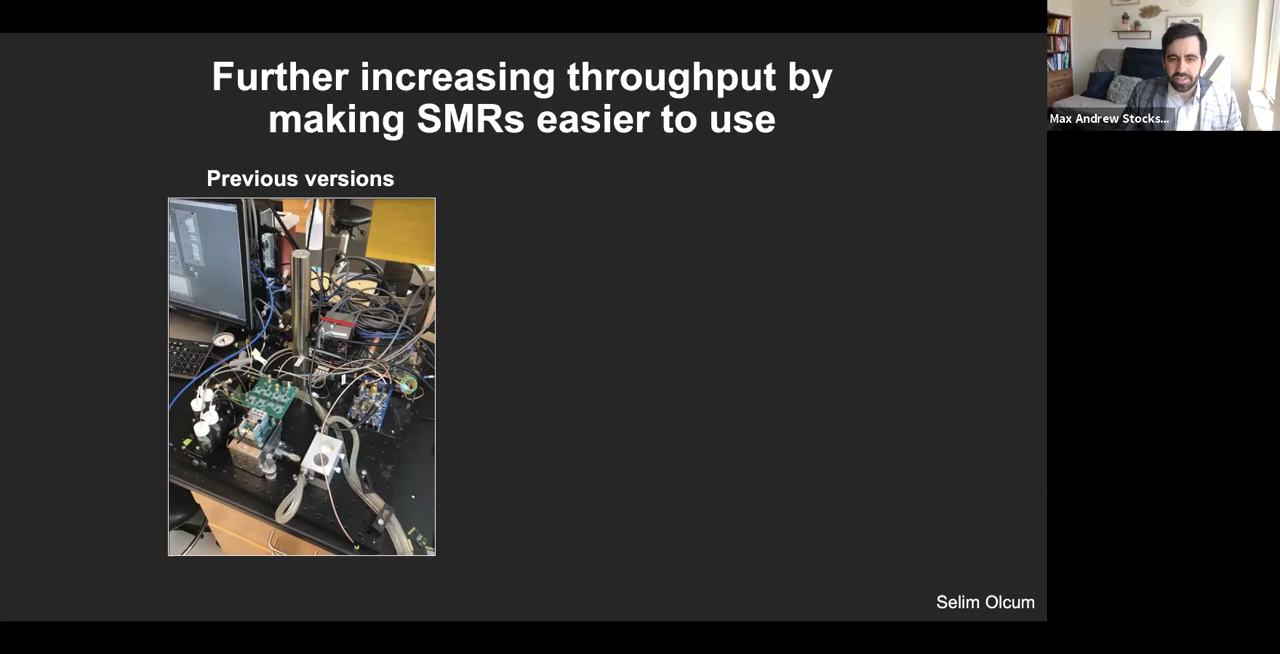 Further increasing throughput by
making SMRs easier to use
Previous versions
Max Andrew Stocks...
Selim Olcum